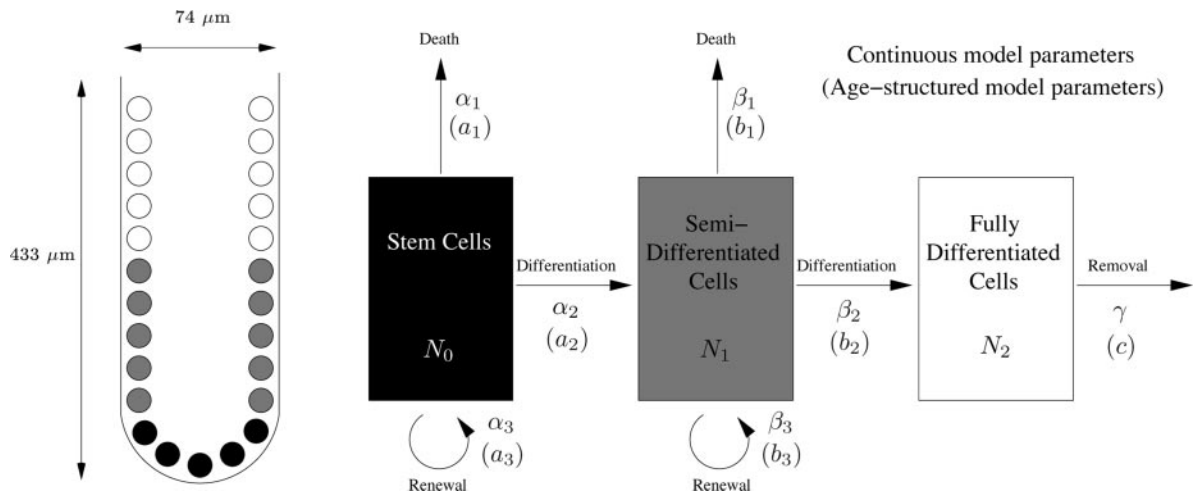 74 μm
433 μm
Death
α₁
(a₁)
Stem Cells
N₀
Differentiation
α₂
(a₂)
α₃
(a₃)
Renewal
Death
β₁
(b₁)
Semi−
Differentiated
Cells
N₁
Differentiation
β₂
(b₂)
β₃
(b₃)
Renewal
Fully
Differentiated
Cells
N₂
Removal
γ
(c)
Continuous model parameters
(Age−structured model parameters)